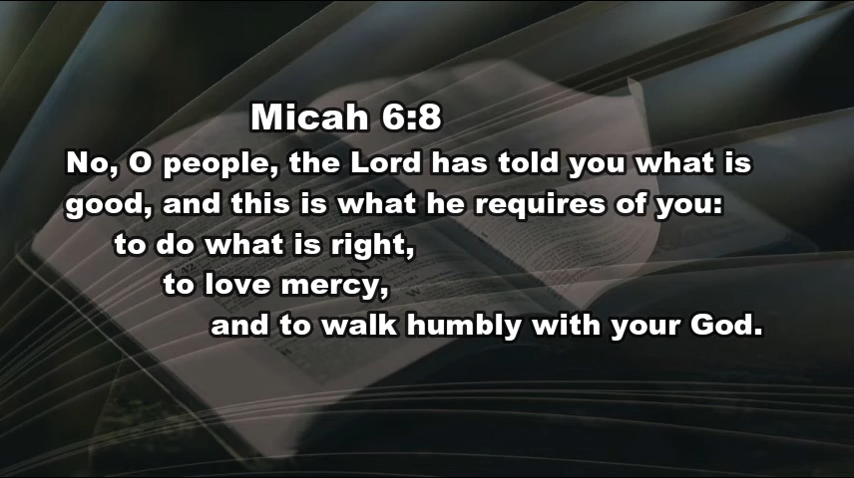 Micah 6:8
No, O people, the Lord has told you what is
good, and this is what he requires of you:
to do what is right,
to love mercy,
and to walk humbly with your God.